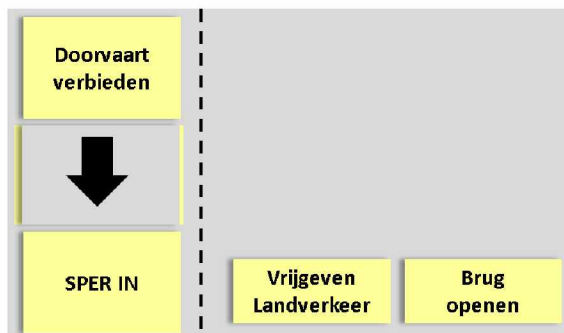 Doorvaart
verbieden
SPER IN
Vrijgeven
Landverkeer
Brug
openen